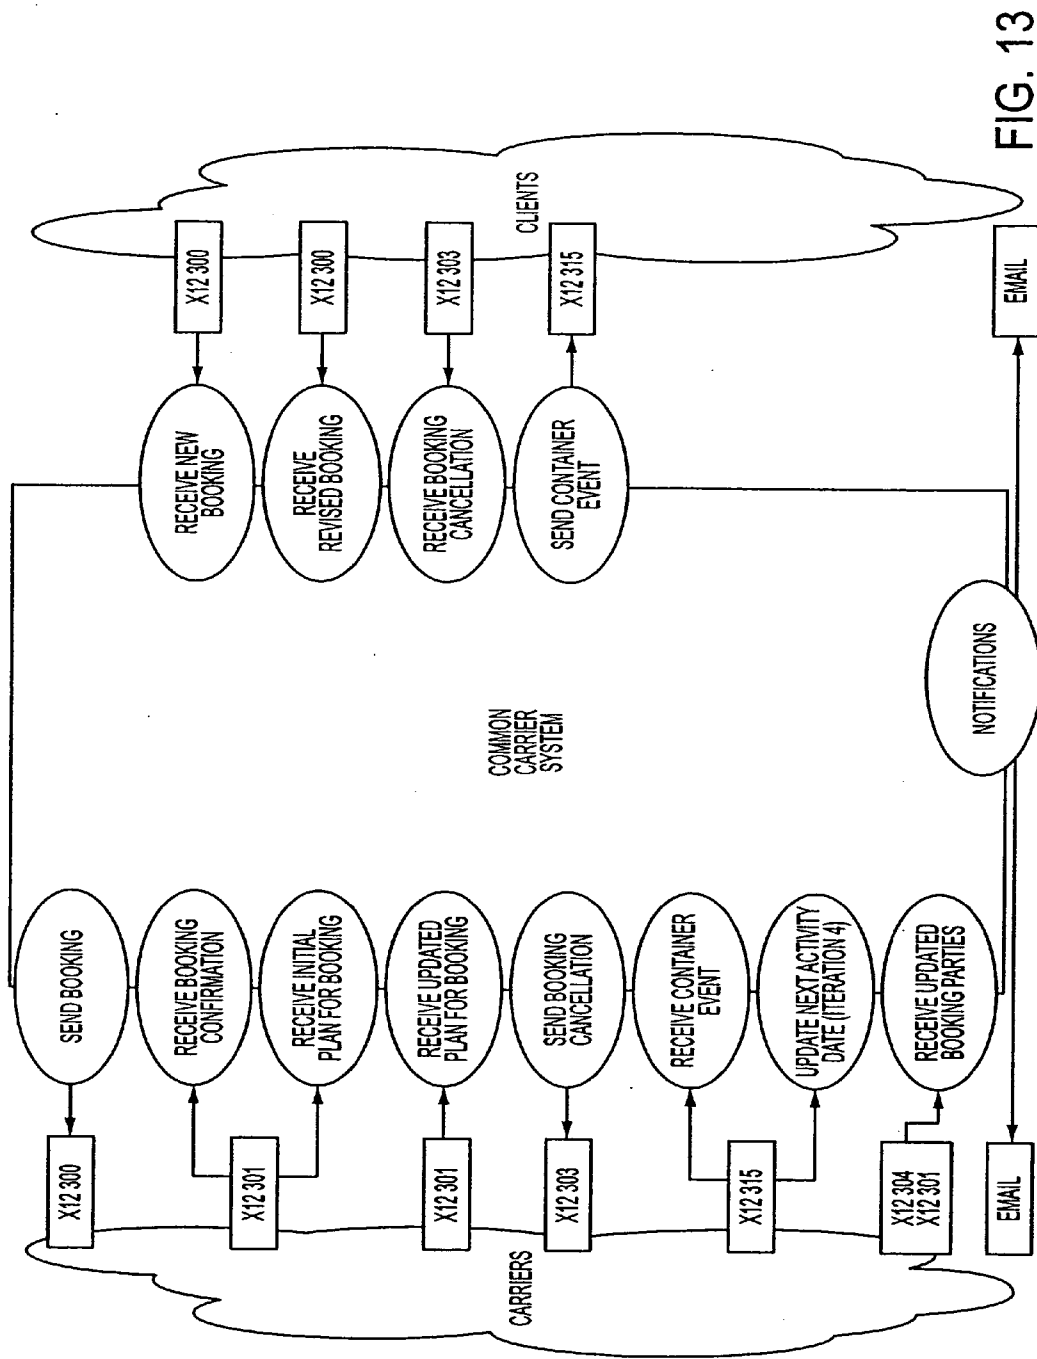 X12 300
SEND BOOKING
X12 301
RECEIVE BOOKING
CONFIRMATION
RECEIVE INITIAL
PLAN FOR BOOKING
X12 301
RECEIVE UPDATED
PLAN FOR BOOKING
CARRIERS
X12 303
SEND BOOKING
CANCELLATION
X12 315
RECEIVE CONTAINER
EVENT
UPDATE NEXT ACTIVITY
DATE (ITERATION 4)
X12 304
X12 301
RECEIVE UPDATED
BOOKING PARTIES
EMAIL
COMMON
CARRIER
SYSTEM
NOTIFICATIONS
RECEIVE NEW
BOOKING
X12 300
RECEIVE
REVISED BOOKING
X12 300
RECEIVE BOOKING
CANCELLATION
X12 303
SEND CONTAINER
EVENT
X12 315
CLIENTS
EMAIL
FIG. 13